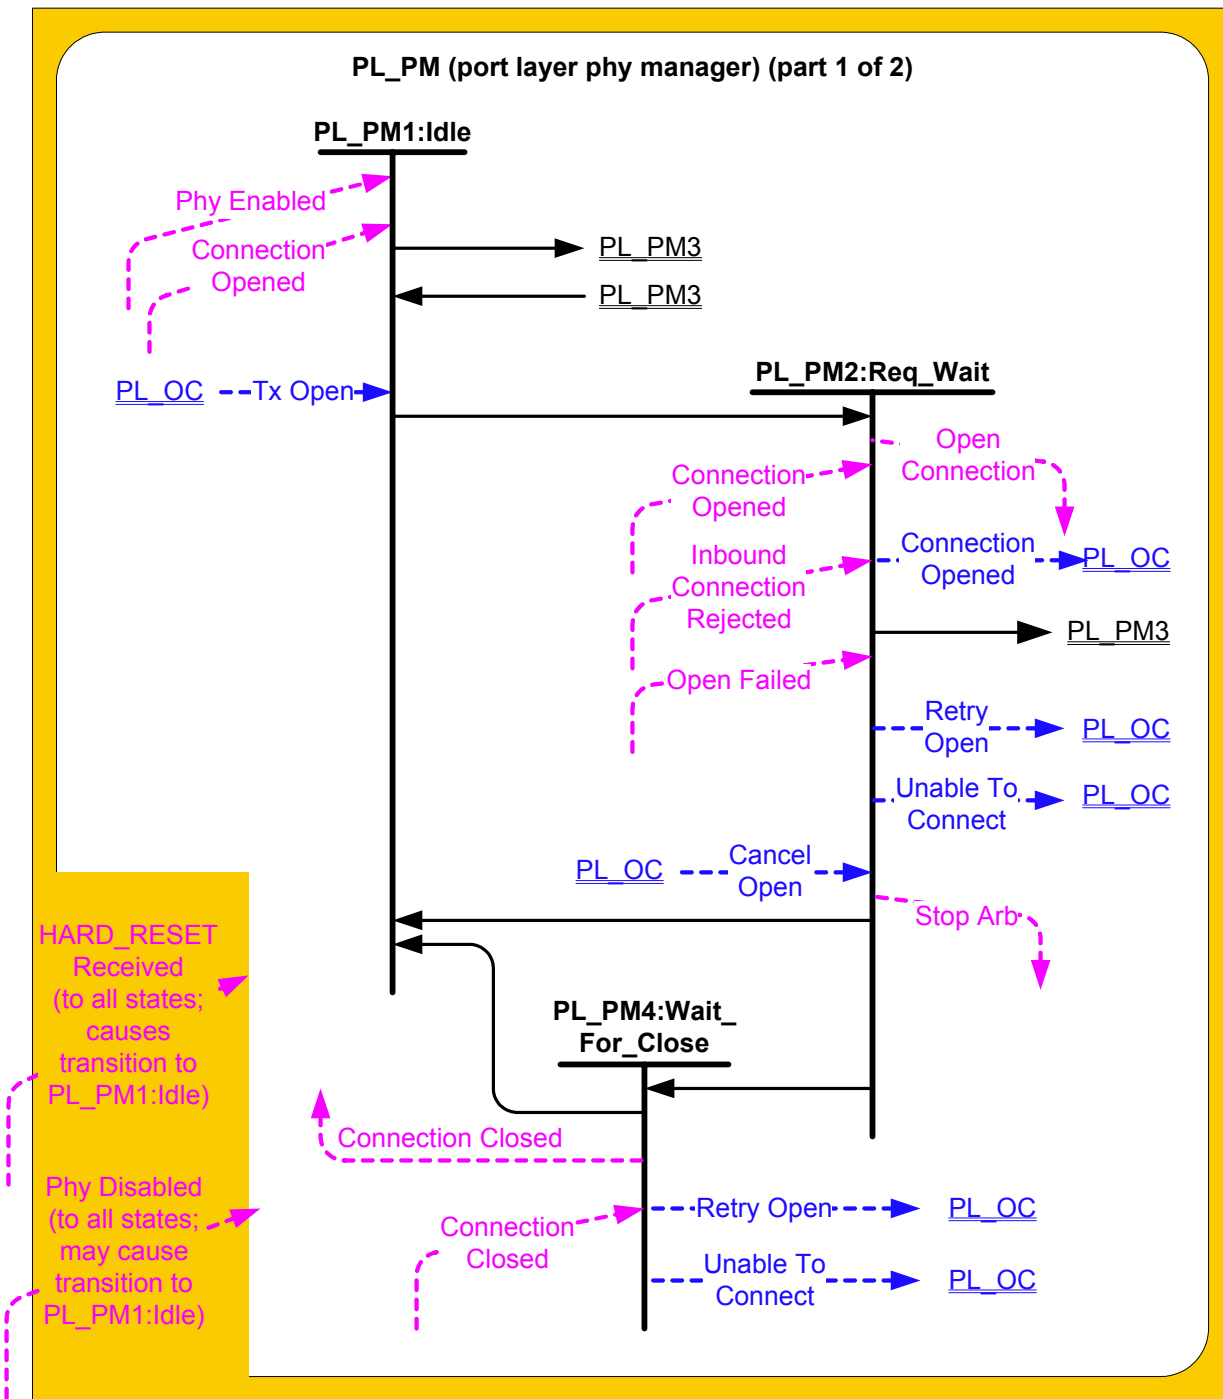 PL_PM (port layer phy manager) (part 1 of 2)
PL_PM1:Idle
Phy Enabled
Connection
Opened
PL_PM3
PL_PM3
PL_OC
Tx Open
PL_PM2:Req_Wait
Open
Connection
Connection
Opened
Inbound
Connection
Rejected
Connection
Opened
PL_OC
PL_PM3
Open Failed
Retry
Open
PL_OC
Unable To
Connect
PL_OC
PL_OC
Cancel
Open
Stop Arb
HARD_RESET
Received
(to all states;
causes
transition to
PL_PM1:Idle)
PL_PM4:Wait_
For_Close
Connection Closed
Phy Disabled
(to all states;
may cause
transition to
PL_PM1:Idle)
Connection
Closed
Retry Open
PL_OC
Unable To
Connect
PL_OC